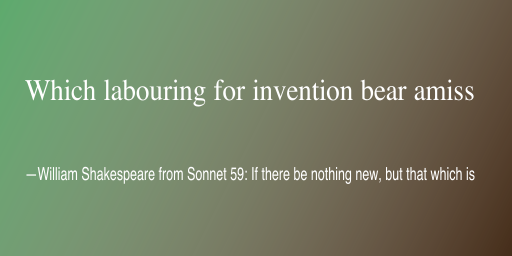 Which labouring for invention bear amiss
—William Shakespeare from Sonnet 59: If there be nothing new, but that which is